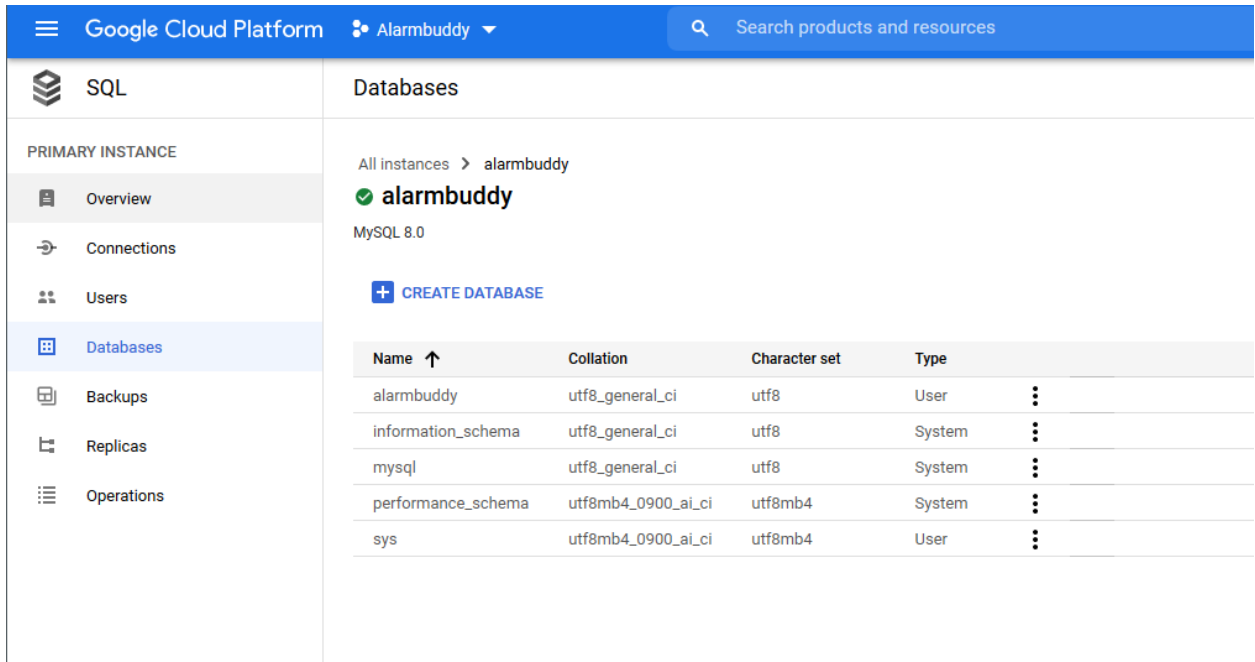 Google Cloud Platform Alarmbuddy Search products and resources
SQL Databases
PRIMARY INSTANCE
Overview
Connections
Users
Databases
Backups
Replicas
Operations
All instances > alarmbuddy
alarmbuddy
MySQL 8.0
CREATE DATABASE
Name Collation Character set Type
alarmbuddy utf8_general_ci utf8 User
information_schema utf8_general_ci utf8 System
mysql utf8_general_ci utf8 System
performance_schema utf8mb4_0900_ai_ci utf8mb4 System
sys utf8mb4_0900_ai_ci utf8mb4 User